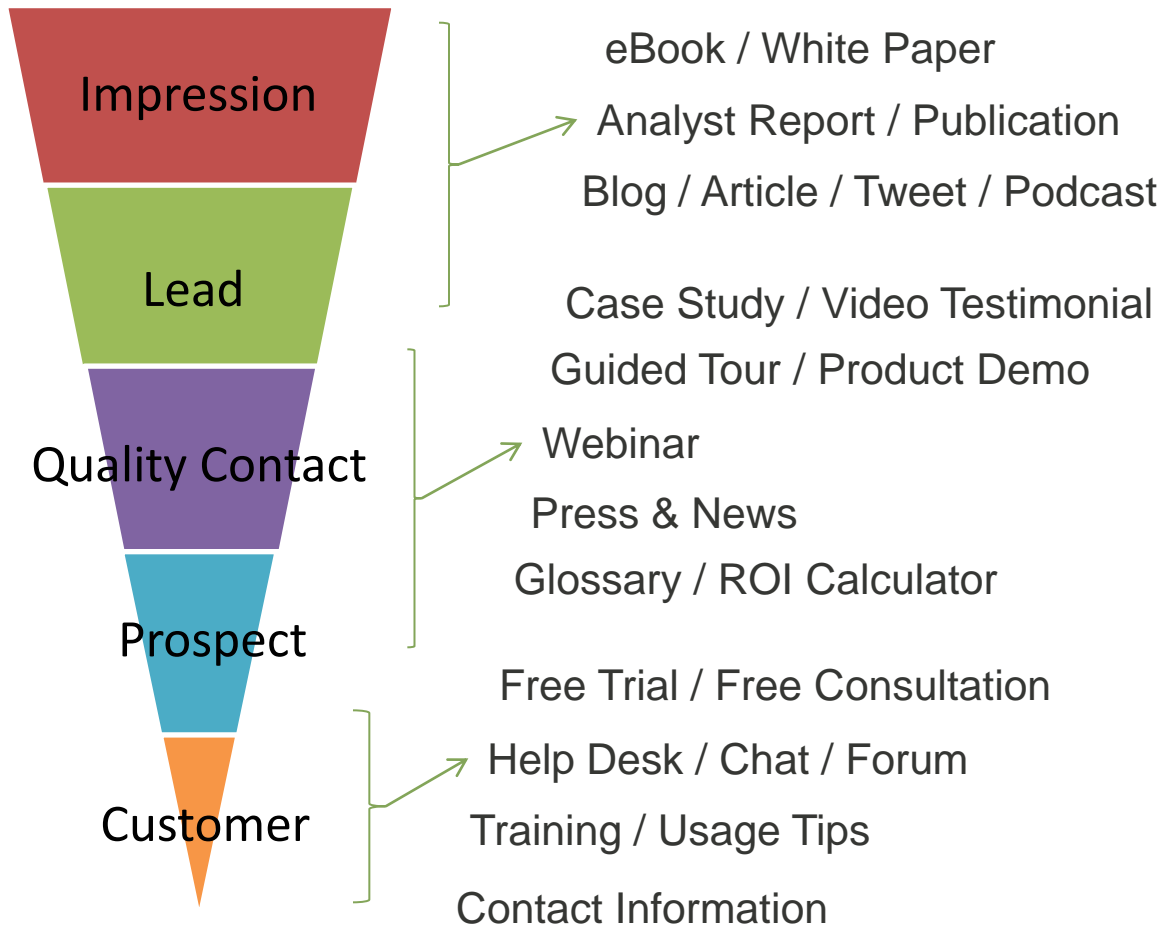 Impression
Lead
Quality Contact
Prospect
Customer
eBook / White Paper
Analyst Report / Publication
Blog / Article / Tweet / Podcast
Case Study / Video Testimonial
Guided Tour / Product Demo
Webinar
Press & News
Glossary / ROI Calculator
Free Trial / Free Consultation
Help Desk / Chat / Forum
Training / Usage Tips
Contact Information